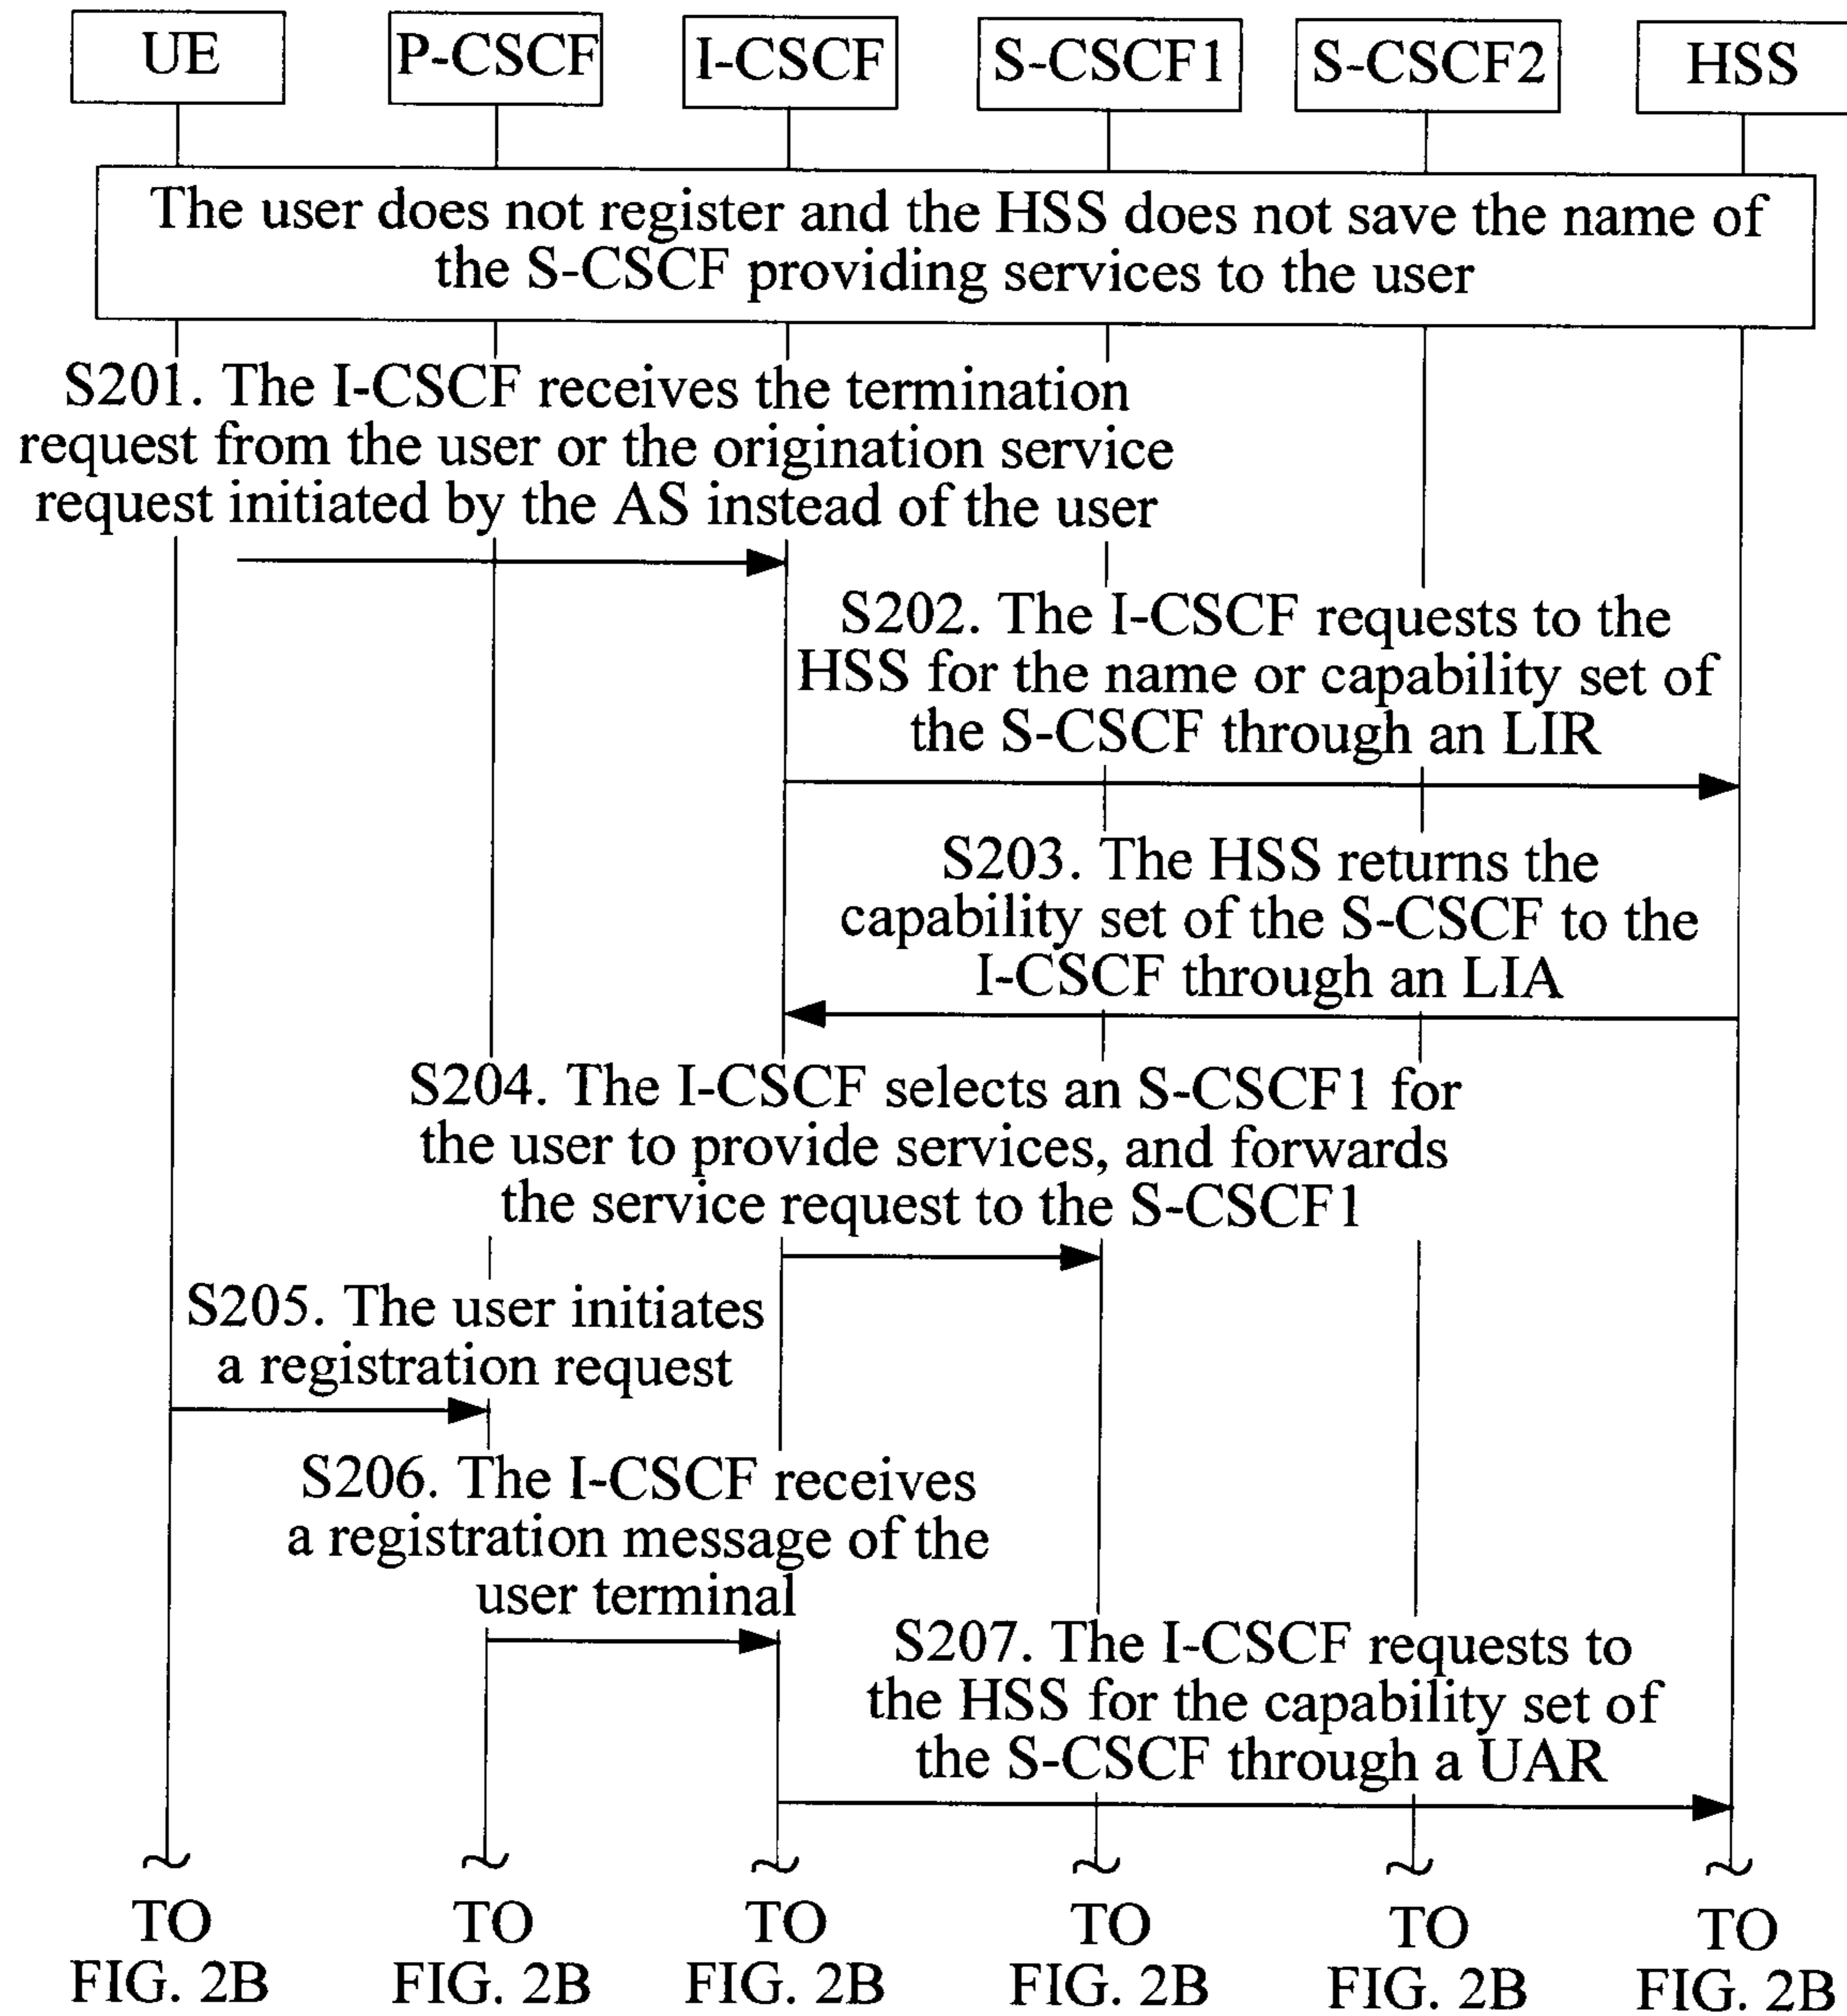 UE
P-CSCF
I-CSCF
S-CSCF1
S-CSCF2
HSS
The user does not register and the HSS does not save the name of
the S-CSCF providing services to the user
S201. The I-CSCF receives the termination
request from the user or the origination service
request initiated by the AS instead of the user
S202. The I-CSCF requests to the
HSS for the name or capability set of
the S-CSCF through an LIR
S203. The HSS returns the
capability set of the S-CSCF to the
I-CSCF through an LIA
S204. The I-CSCF selects an S-CSCF1 for
the user to provide services, and forwards
the service request to the S-CSCF1
S205. The user initiates
a registration request
S206. The I-CSCF receives
a registration message of the
user terminal
S207. The I-CSCF requests to
the HSS for the capability set of
the S-CSCF through a UAR
TO
FIG. 2B
TO
FIG. 2B
TO
FIG. 2B
TO
FIG. 2B
TO
FIG. 2B
TO
FIG. 2B